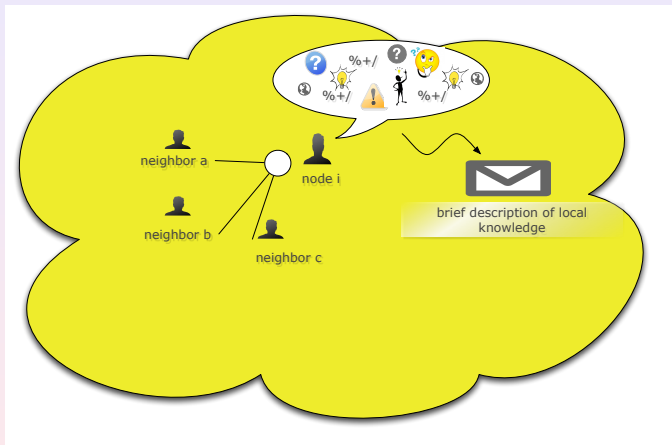 ? %+/ ? ??
%+/ ! %+/
neighbor a
node i
neighbor b
brief description of local
knowledge
neighbor c